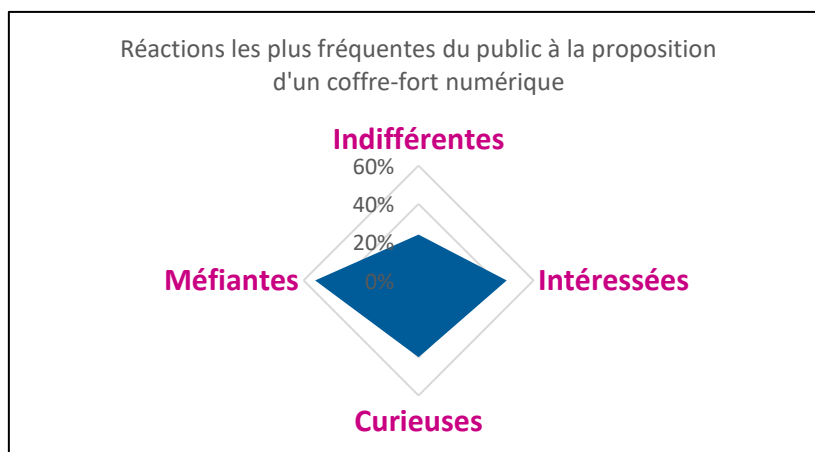 Réactions les plus fréquentes du public à la proposition
d'un coffre-fort numérique
Indifférentes
60%
40%
20%
Méfiantes
0%
Intéressées
Curieuses